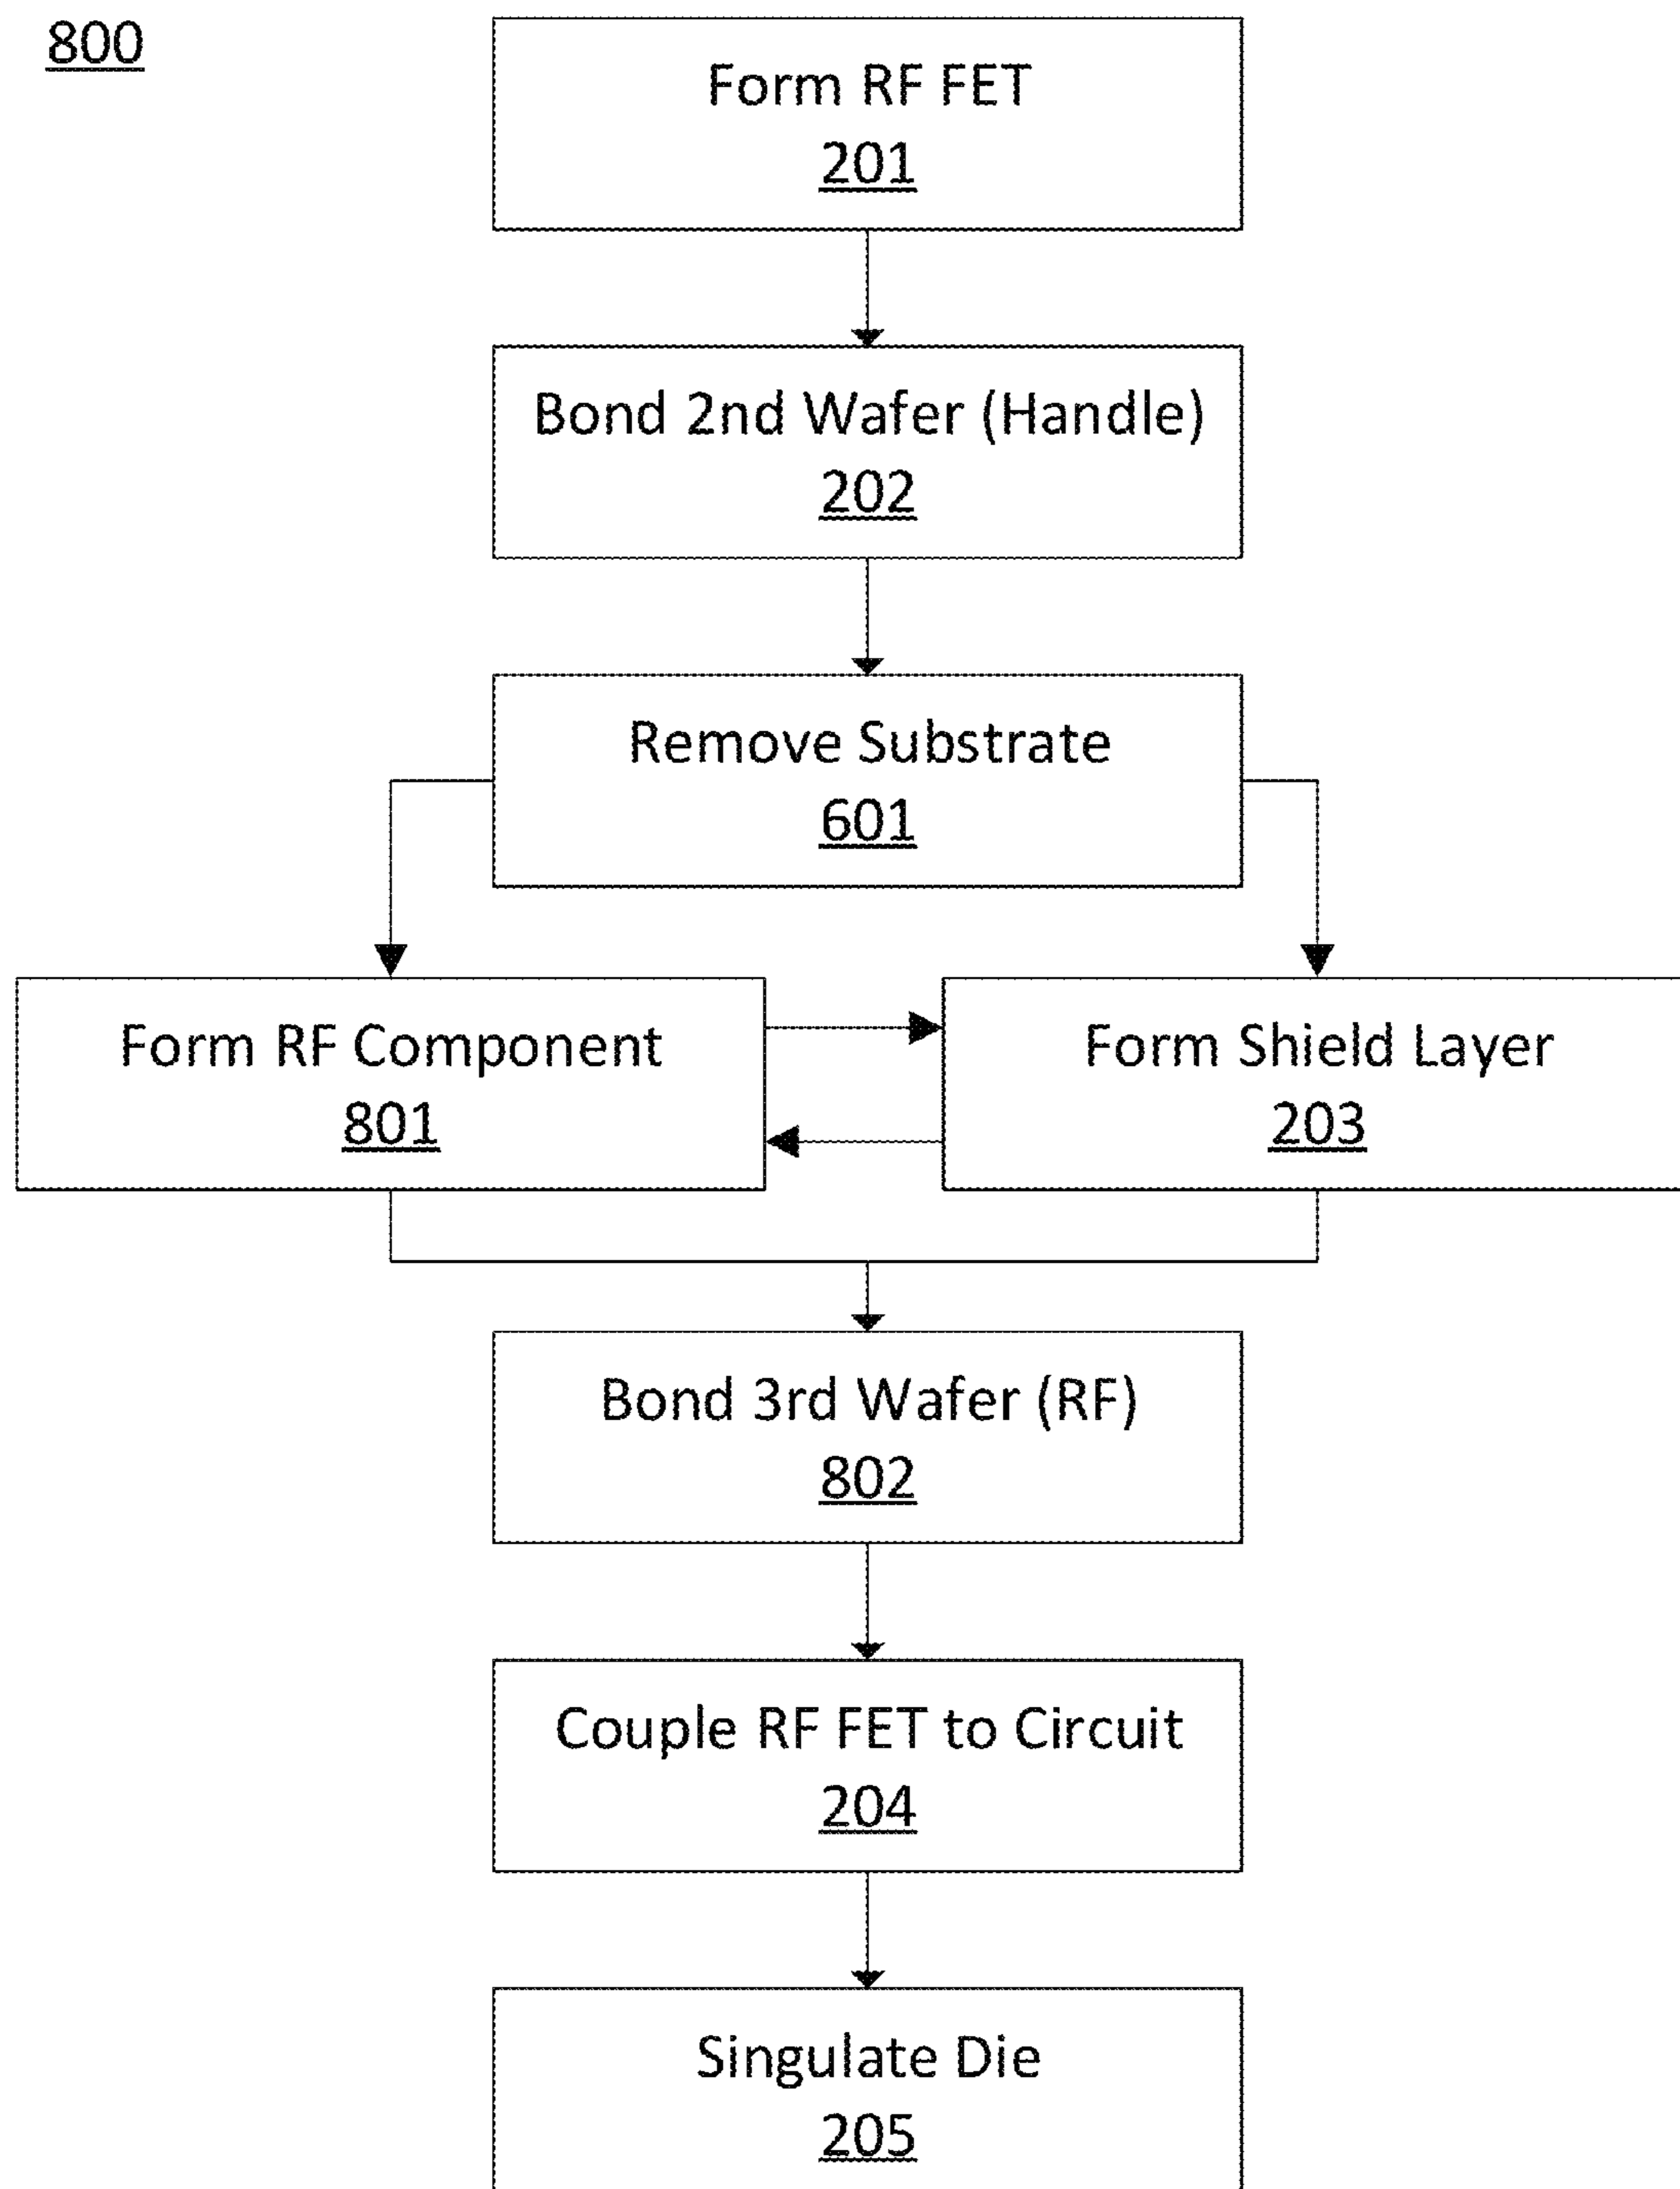 800
Form RF FET
201
Bond 2nd Wafer (Handle)
202
Remove Substrate
601
Form RF Component
801
Form Shield Layer
203
Bond 3rd Wafer (RF)
802
Couple RF FET to Circuit
204
Singulate Die
205